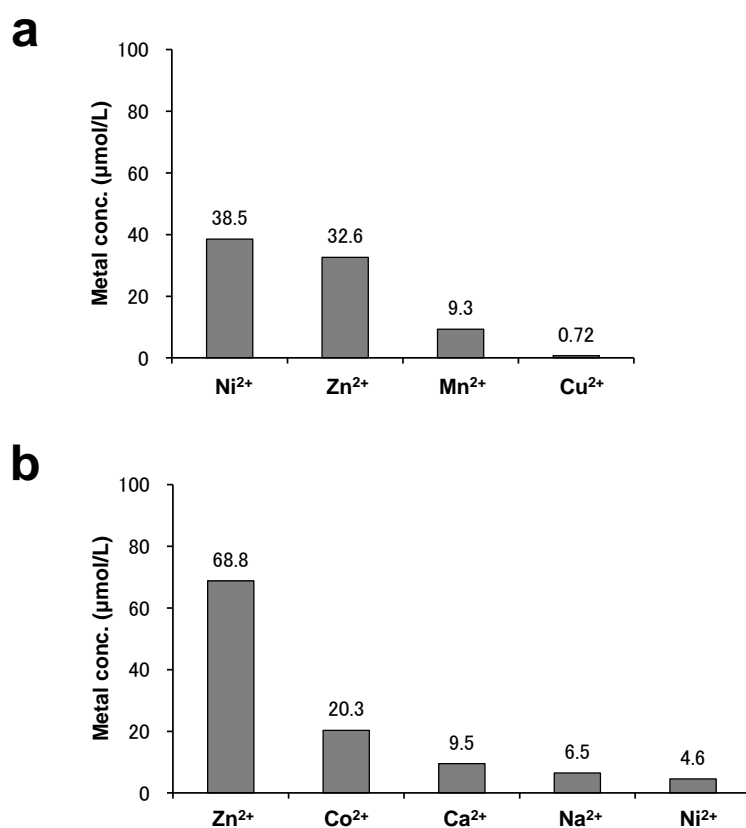 a
Metal conc. (μmol/L)
100
80
60
40
20
0
38.5
32.6
9.3
0.72
Ni²⁺
Zn²⁺
Mn²⁺
Cu²⁺
b
Metal conc. (μmol/L)
100
80
60
40
20
0
68.8
20.3
9.5
6.5
4.6
Zn²⁺
Co²⁺
Ca²⁺
Na²⁺
Ni²⁺